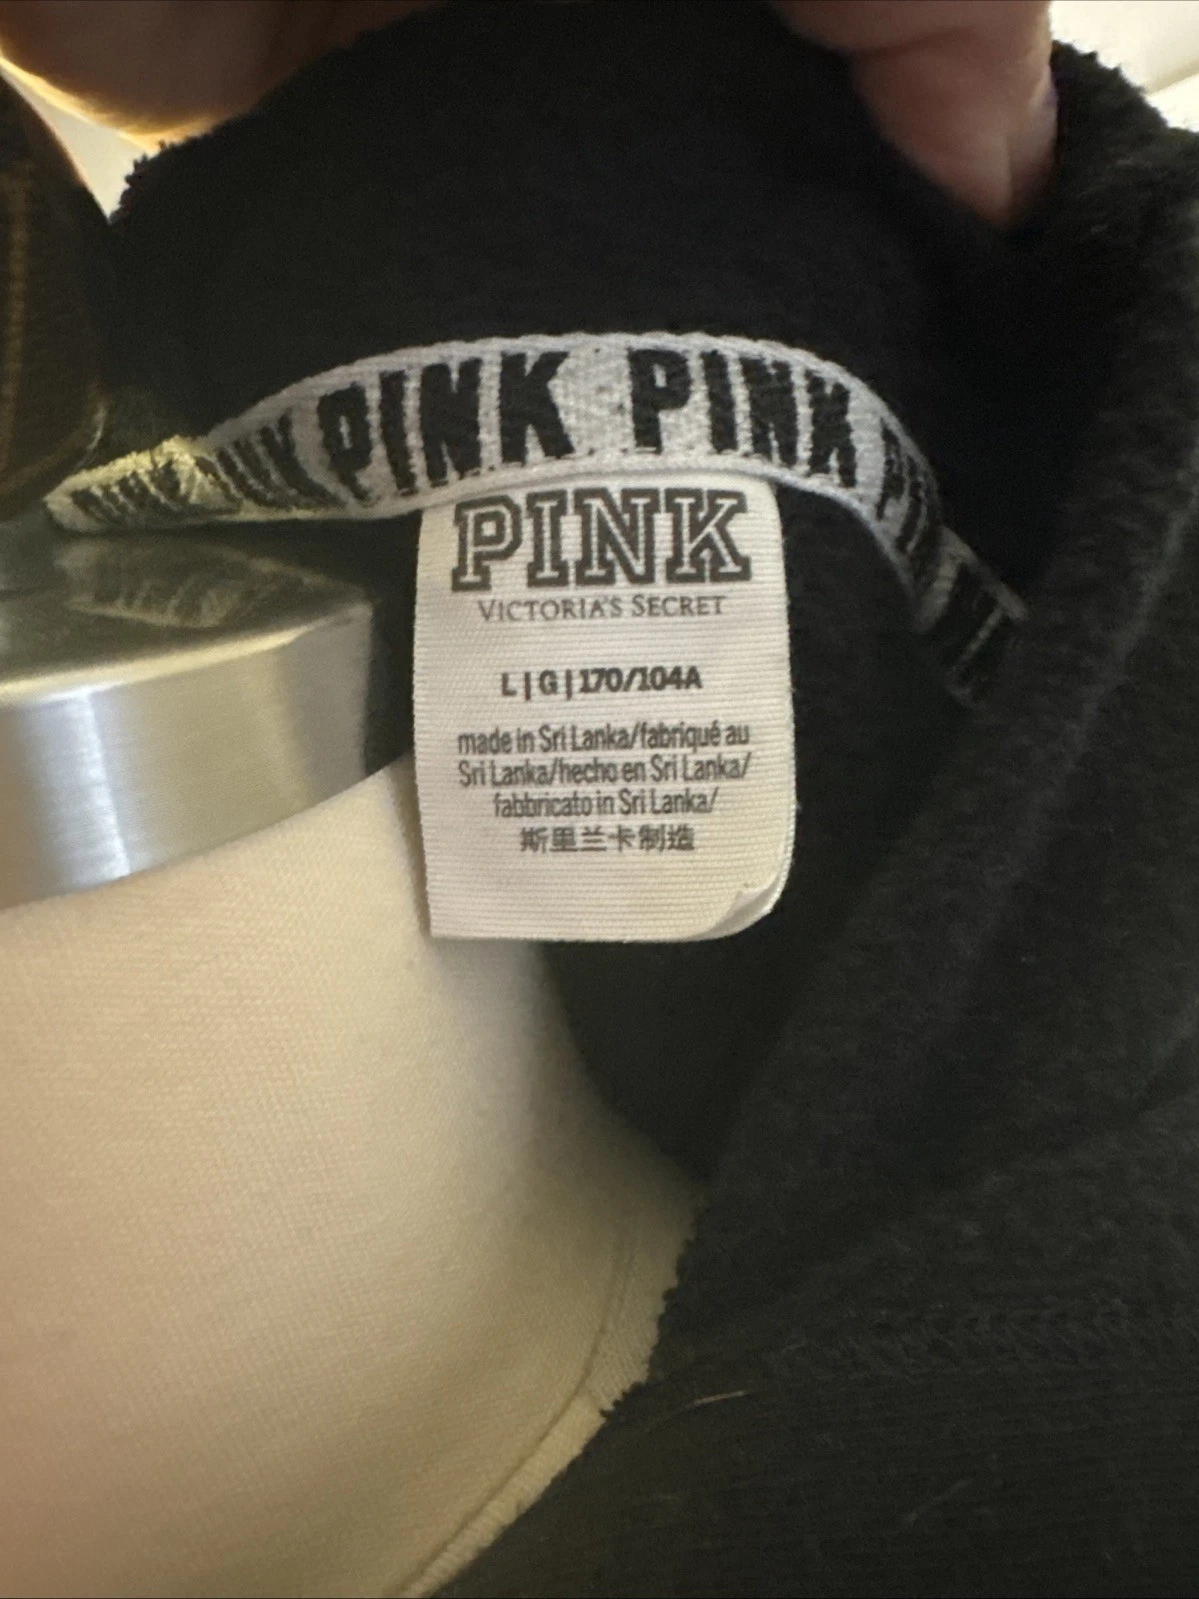 PINK PINK PINK PINK
PINK
VICTORIA'S SECRET
L | G | 170/104A
made in Sri Lanka/fabriqué au
Sri Lanka/hecho en Sri Lanka/
fabbricato in Sri Lanka/
斯里兰卡制造